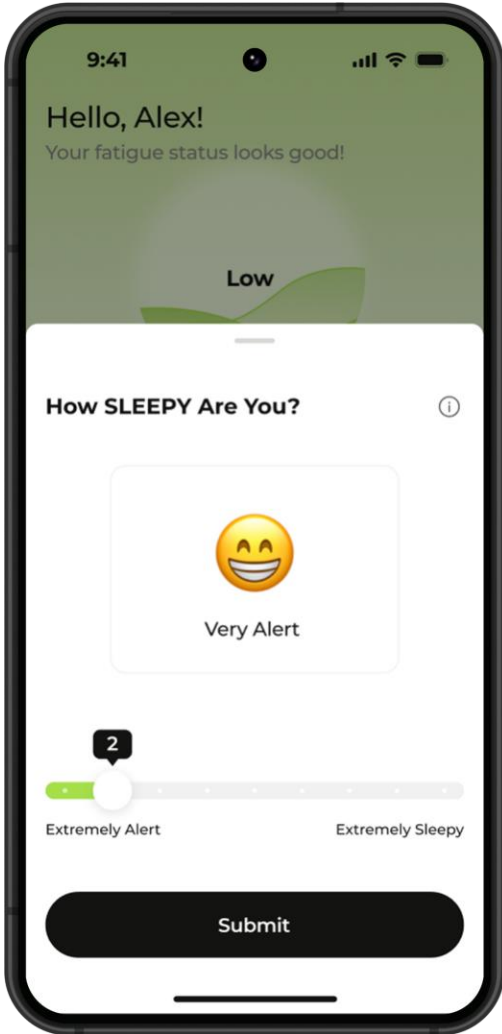 9:41
Hello, Alex!
Your fatigue status looks good!
Low
How SLEEPY Are You?
Very Alert
2
Extremely Alert
Extremely Sleepy
Submit